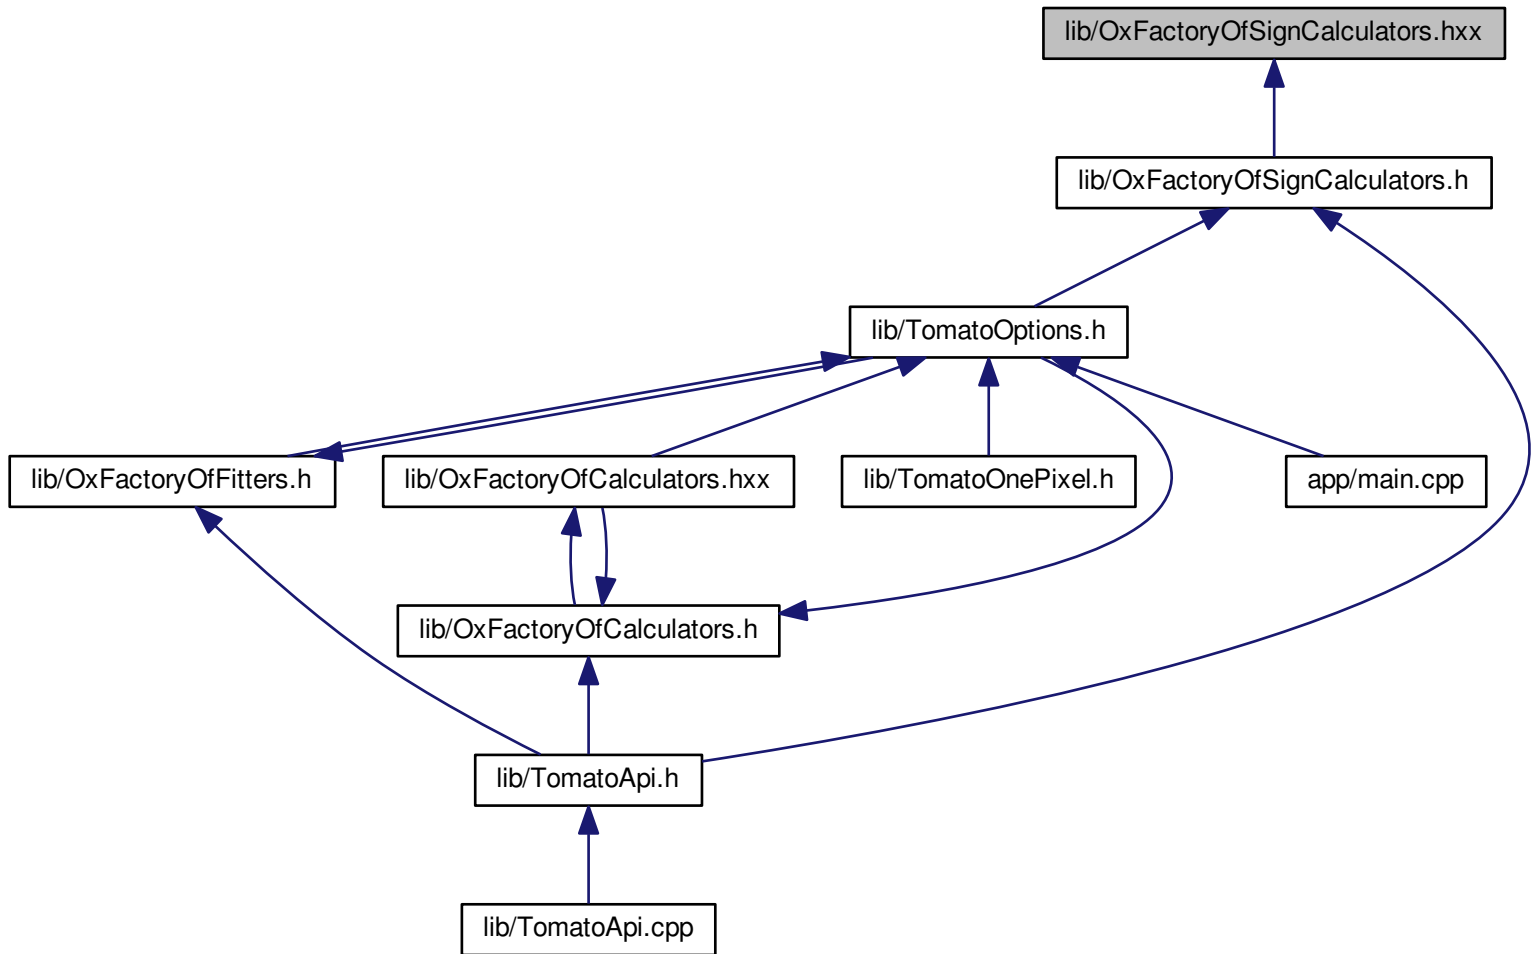 lib/OxFactoryOfSignCalculators.hxx
lib/OxFactoryOfSignCalculators.h
lib/TomatoOptions.h
lib/OxFactoryOfFitters.h
lib/OxFactoryOfCalculators.hxx
lib/TomatoOnePixel.h
app/main.cpp
lib/OxFactoryOfCalculators.h
lib/TomatoApi.h
lib/TomatoApi.cpp